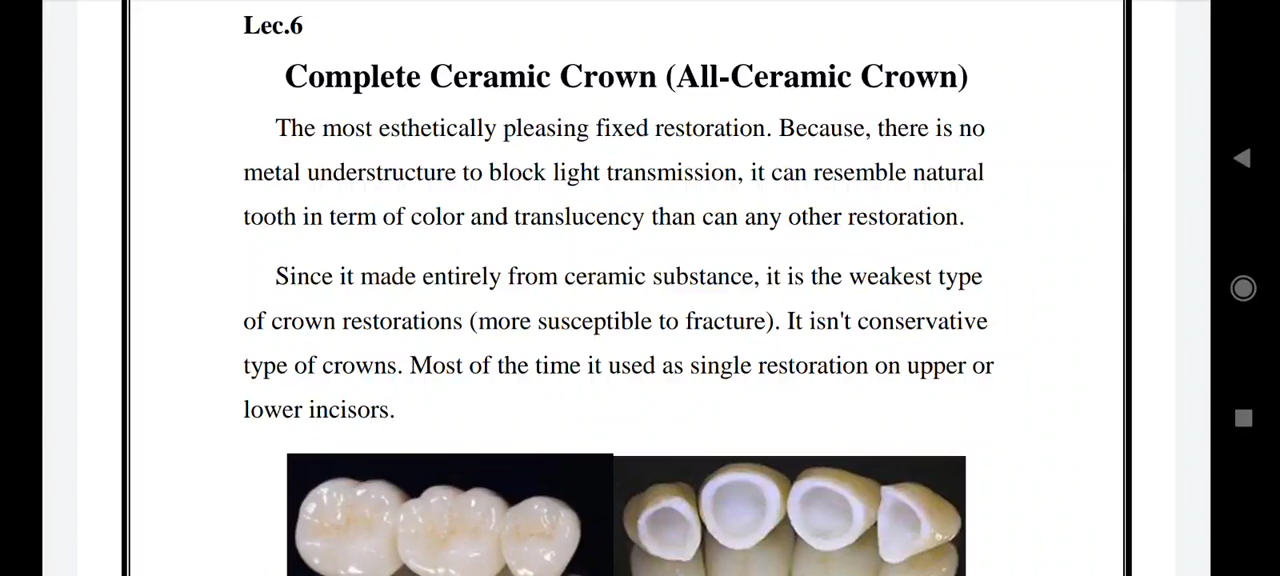 Lec.6
Complete Ceramic Crown (All-Ceramic Crown)
The most esthetically pleasing fixed restoration. Because, there is no
metal understructure to block light transmission, it can resemble natural
tooth in term of color and translucency than can any other restoration.
Since it made entirely from ceramic substance, it is the weakest type
of crown restorations (more susceptible to fracture). It isn't conservative
type of crowns. Most of the time it used as single restoration on upper or
lower incisors.